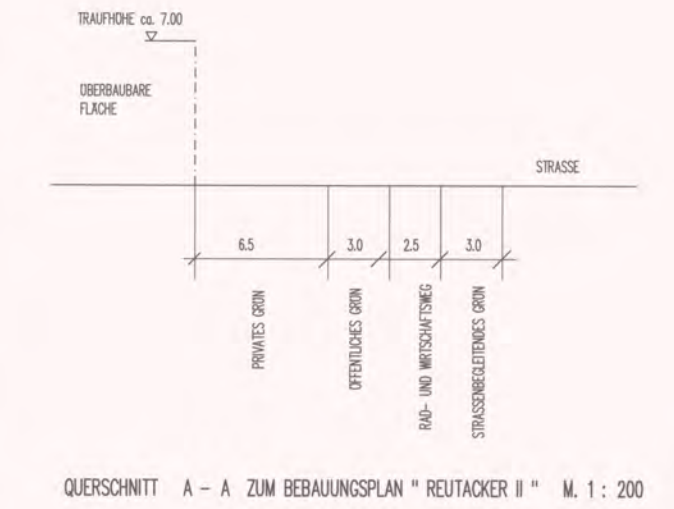 TRAUFHÖHE ca. 7.00
ÜBERBAUBARE
FLÄCHE
STRASSE
6.5
3.0
2.5
3.0
PRIVATES GRÜN
ÖFFENTLICHES GRÜN
RAD- UND WIRTSCHAFTSWEG
STRASSENBEGLEITENDES GRÜN
QUERSCHNITT A - A ZUM BEBAUUNGSPLAN " REUTACKER II " M. 1 : 200